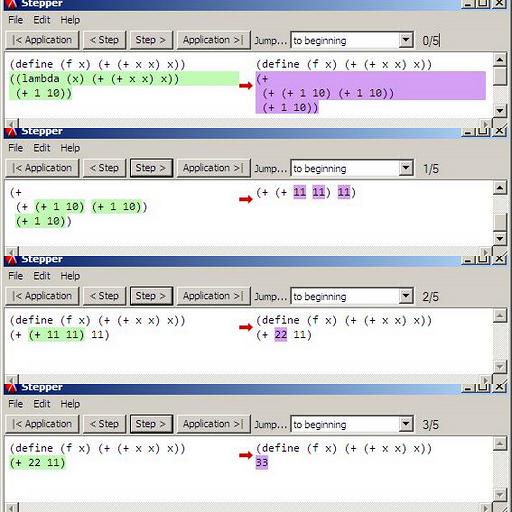 Stepper
File Edit Help
|< Application < Step Step > Application >| Jump... to beginning 0/5
(define (f x) (+ (+ x x) x)) (define (f x) (+ (+ x x) x))
((lambda (x) (+ (+ x x) x)) (+
(+ 1 10)) (+ (+ 1 10) (+ 1 10))
(+ 1 10))
Stepper
File Edit Help
|< Application < Step Step > Application >| Jump... to beginning 1/5
(+ (+ (+ 11 11) 11)
(+ (+ 1 10) (+ 1 10))
(+ 1 10))
Stepper
File Edit Help
|< Application < Step Step > Application >| Jump... to beginning 2/5
(define (f x) (+ (+ x x) x)) (define (f x) (+ (+ x x) x))
(+ (+ 11 11) 11) (+ 22 11)
Stepper
File Edit Help
|< Application < Step Step > Application >| Jump... to beginning 3/5
(define (f x) (+ (+ x x) x)) (define (f x) (+ (+ x x) x))
(+ 22 11) 33